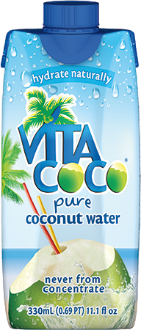 hydrate naturally
VITA
COCO
pure
coconut water
never from
concentrate
330mL (0.69PT) 11.1 fl oz